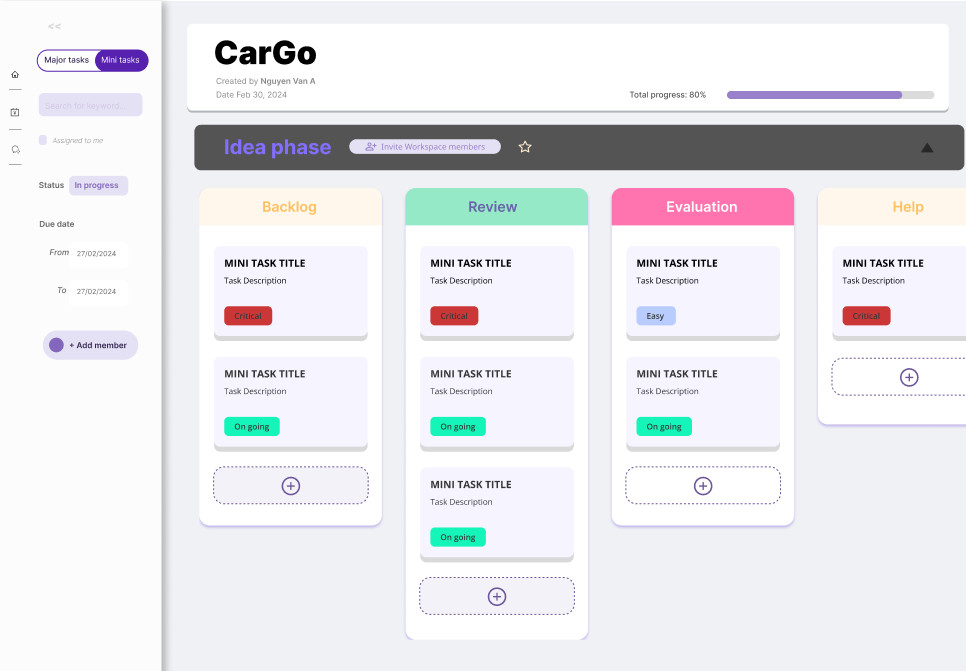 <<
Major tasks Mini tasks
Search for keyword...
Assigned to me
Status In progress
Due date
From 27/02/2024
To 27/02/2024
+ Add member
CarGo
Created by Nguyen Van A
Date Feb 30, 2024
Total progress: 80%
Idea phase
Invite Workspace members
Backlog
MINI TASK TITLE
Task Description
Critical
MINI TASK TITLE
Task Description
On going
Review
MINI TASK TITLE
Task Description
Critical
MINI TASK TITLE
Task Description
On going
MINI TASK TITLE
Task Description
On going
Evaluation
MINI TASK TITLE
Task Description
Easy
MINI TASK TITLE
Task Description
On going
Help
MINI TASK TITLE
Task Description
Critical